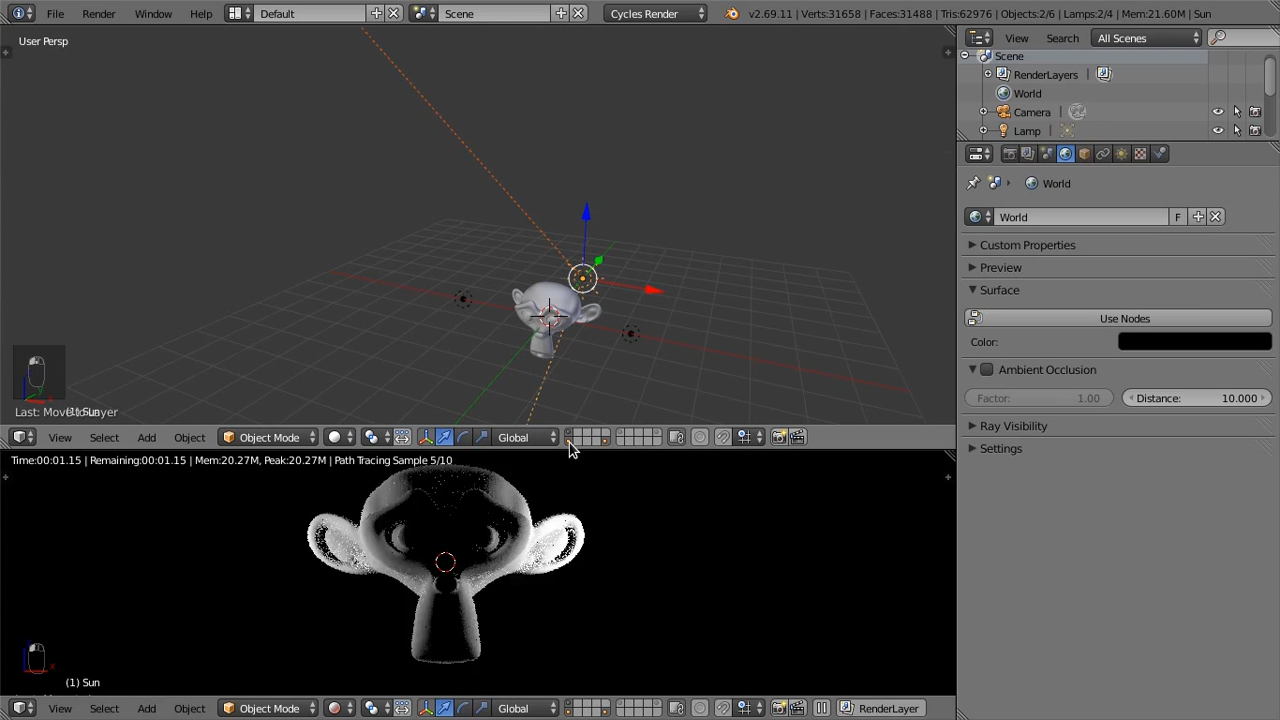 File Render Window Help Default Scene Cycles Render v2.69.11 | Verts:31658 | Faces:31488 | Tris:62976 | Objects:2/6 | Lamps:2/4 | Mem:21.60M | Sun
User Persp
View Search All Scenes
Scene
RenderLayers
World
Camera
Lamp
World
World F
Custom Properties
Preview
Surface
Use Nodes
Color:
Ambient Occlusion
Factor: 1.00 Distance: 10.000
Ray Visibility
Settings
View Select Add Object Object Mode Global
Time:00:01.15 | Remaining:00:01.15 | Mem:20.27M, Peak:20.27M | Path Tracing Sample 5/10
(1) Sun
View Select Add Object Object Mode Global RenderLayer